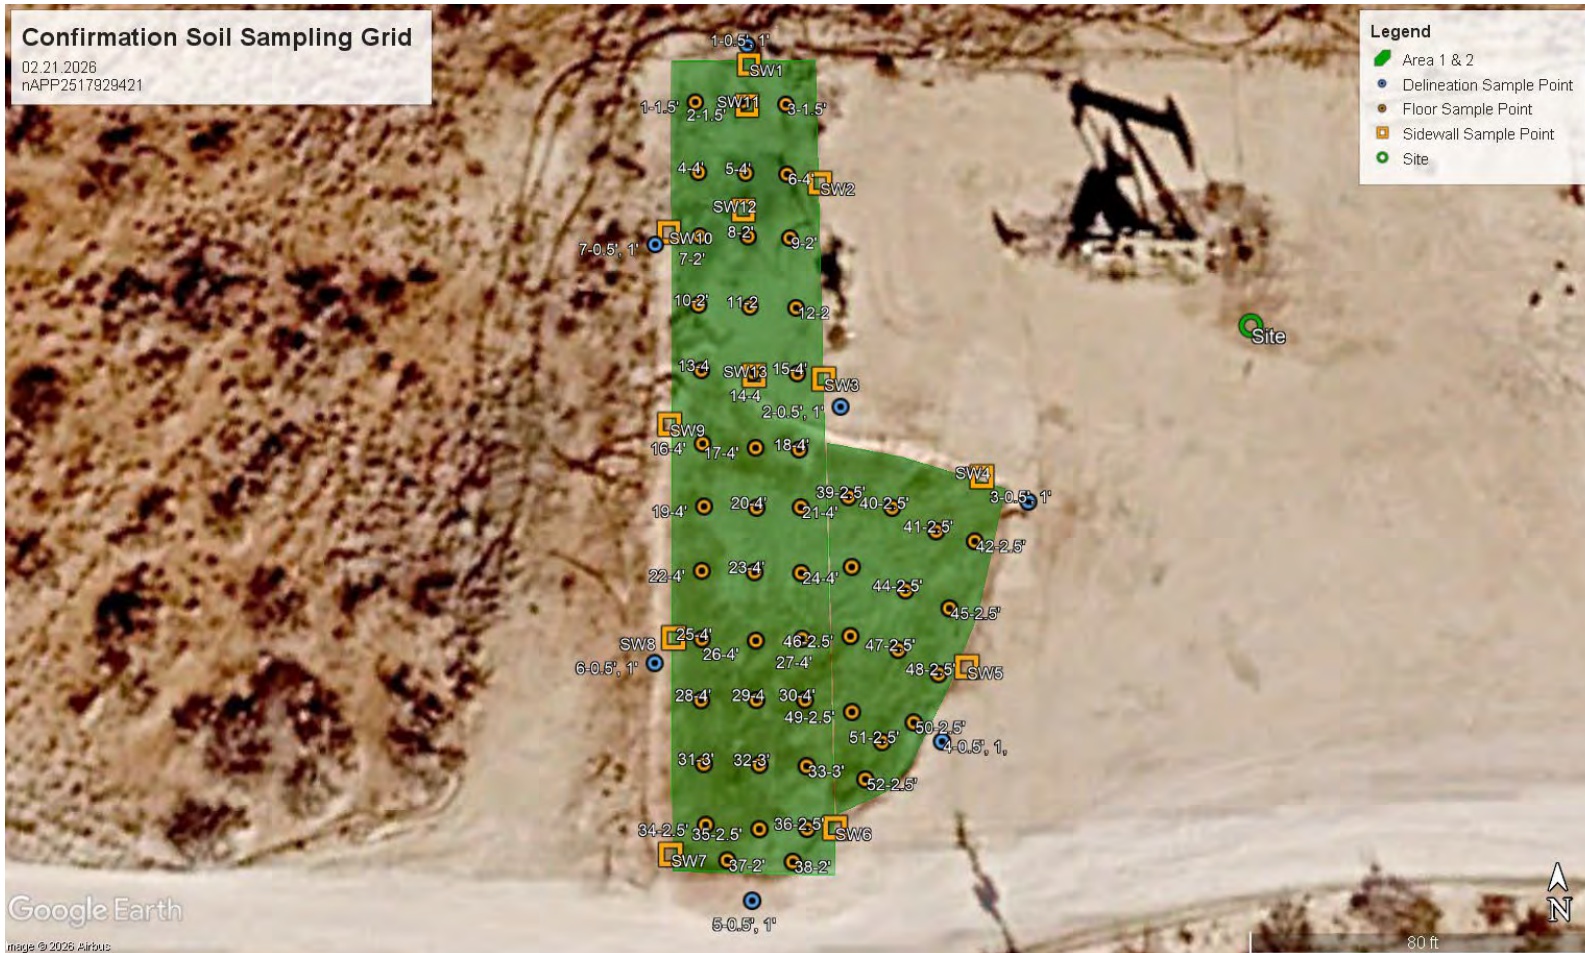 Confirmation Soil Sampling Grid
02.21.2026
nAPP2517929421
Legend
Area 1 & 2
Delineation Sample Point
Floor Sample Point
Sidewall Sample Point
Site
1-0.5', 1'
SW1
1-1.5'
2-1.5'
SW11
3-1.5'
4-4'
5-4'
6-4'
SW2
SW12
7-0.5', 1'
SW10
7-2'
8-2'
9-2'
10-2'
11-2
12-2
Site
13-4
SW13
14-4
15-4'
SW3
2-0.5', 1'
SW9
16-4'
17-4'
18-4'
SW4
3-0.5', 1'
19-4'
20-4'
21-4'
39-2.5'
40-2.5'
41-2.5'
42-2.5'
22-4'
23-4'
24-4'
44-2.5'
45-2.5'
SW8
25-4'
26-4'
46-2.5'
27-4'
47-2.5'
48-2.5'
SW5
6-0.5', 1'
28-4'
29-4
30-4'
49-2.5'
50-2.5'
51-2.5'
4-0.5', 1,
31-3'
32-3'
33-3'
52-2.5'
34-2.5'
35-2.5'
36-2.5'
SW6
SW7
37-2'
38-2'
5-0.5', 1'
Google Earth
mage © 2026 Airbus
N
80 ft